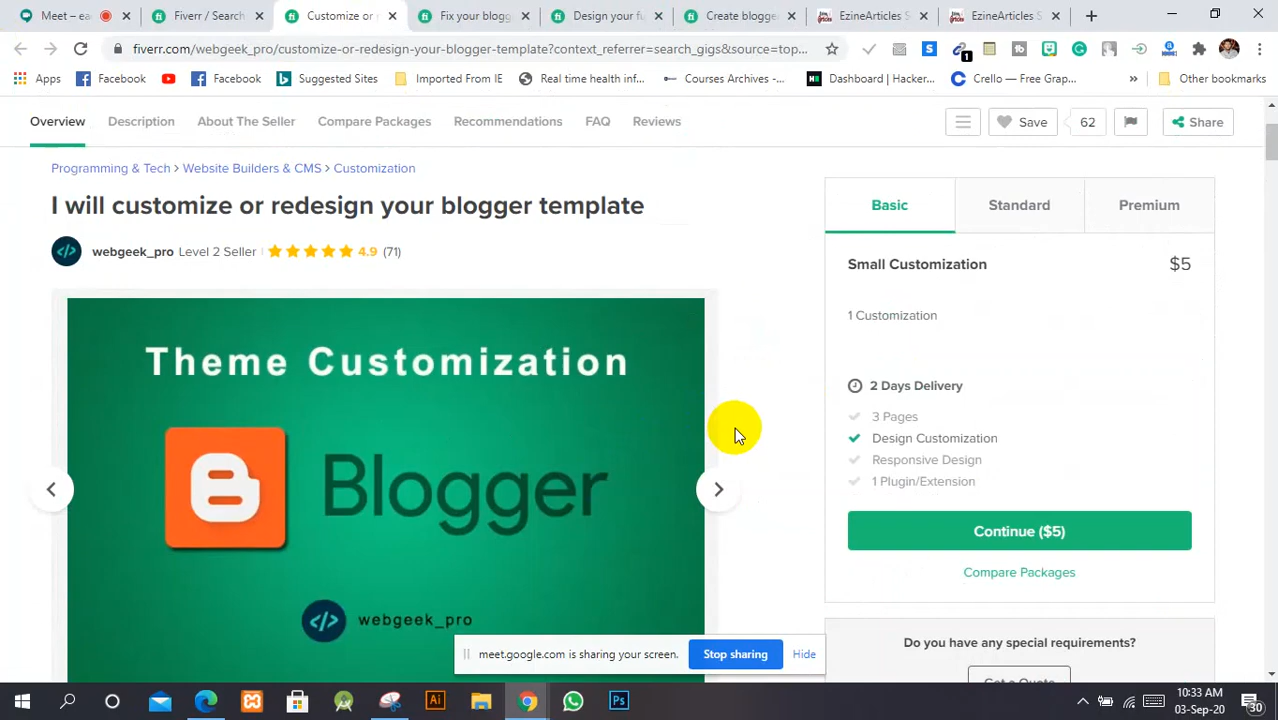 Meet –
Fiverr / Search
Customize or r
Fix your blogg
Design your fu
Create blogge
EzineArticles S
EzineArticles S
fiverr.com/webgeek_pro/customize-or-redesign-your-blogger-template?context_referrer=search_gigs&source=top...
1
Apps
Facebook
Facebook
Suggested Sites
Imported From IE
Real time health inf...
Courses Archives -...
Dashboard | Hacker...
Crello — Free Grap...
»
Other bookmarks
Overview
Description
About The Seller
Compare Packages
Recommendations
FAQ
Reviews
Save
62
Share
Programming & Tech > Website Builders & CMS > Customization
I will customize or redesign your blogger template
webgeek_pro Level 2 Seller 4.9 (71)
Theme Customization
Blogger
webgeek_pro
Basic
Standard
Premium
Small Customization
$5
1 Customization
2 Days Delivery
3 Pages
Design Customization
Responsive Design
1 Plugin/Extension
Continue ($5)
Compare Packages
Do you have any special requirements?
Get a Quote
meet.google.com is sharing your screen.
Stop sharing
Hide
Ai
Ps
10:33 AM
03-Sep-20
30